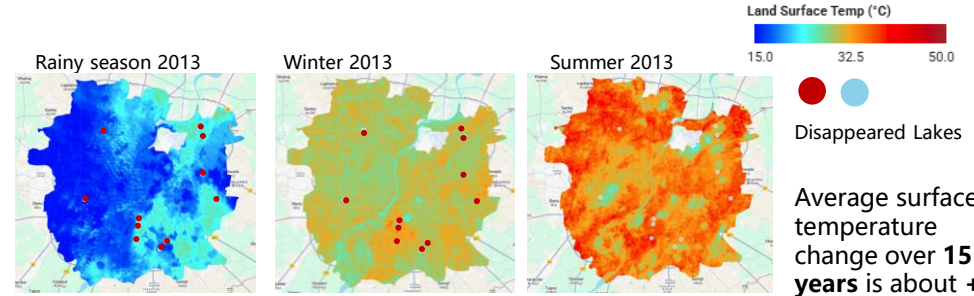 Land Surface Temp (°C)
15.0 32.5 50.0
Rainy season 2013
Winter 2013
Summer 2013
Disappeared Lakes
Average surface
temperature
change over 15
years is about